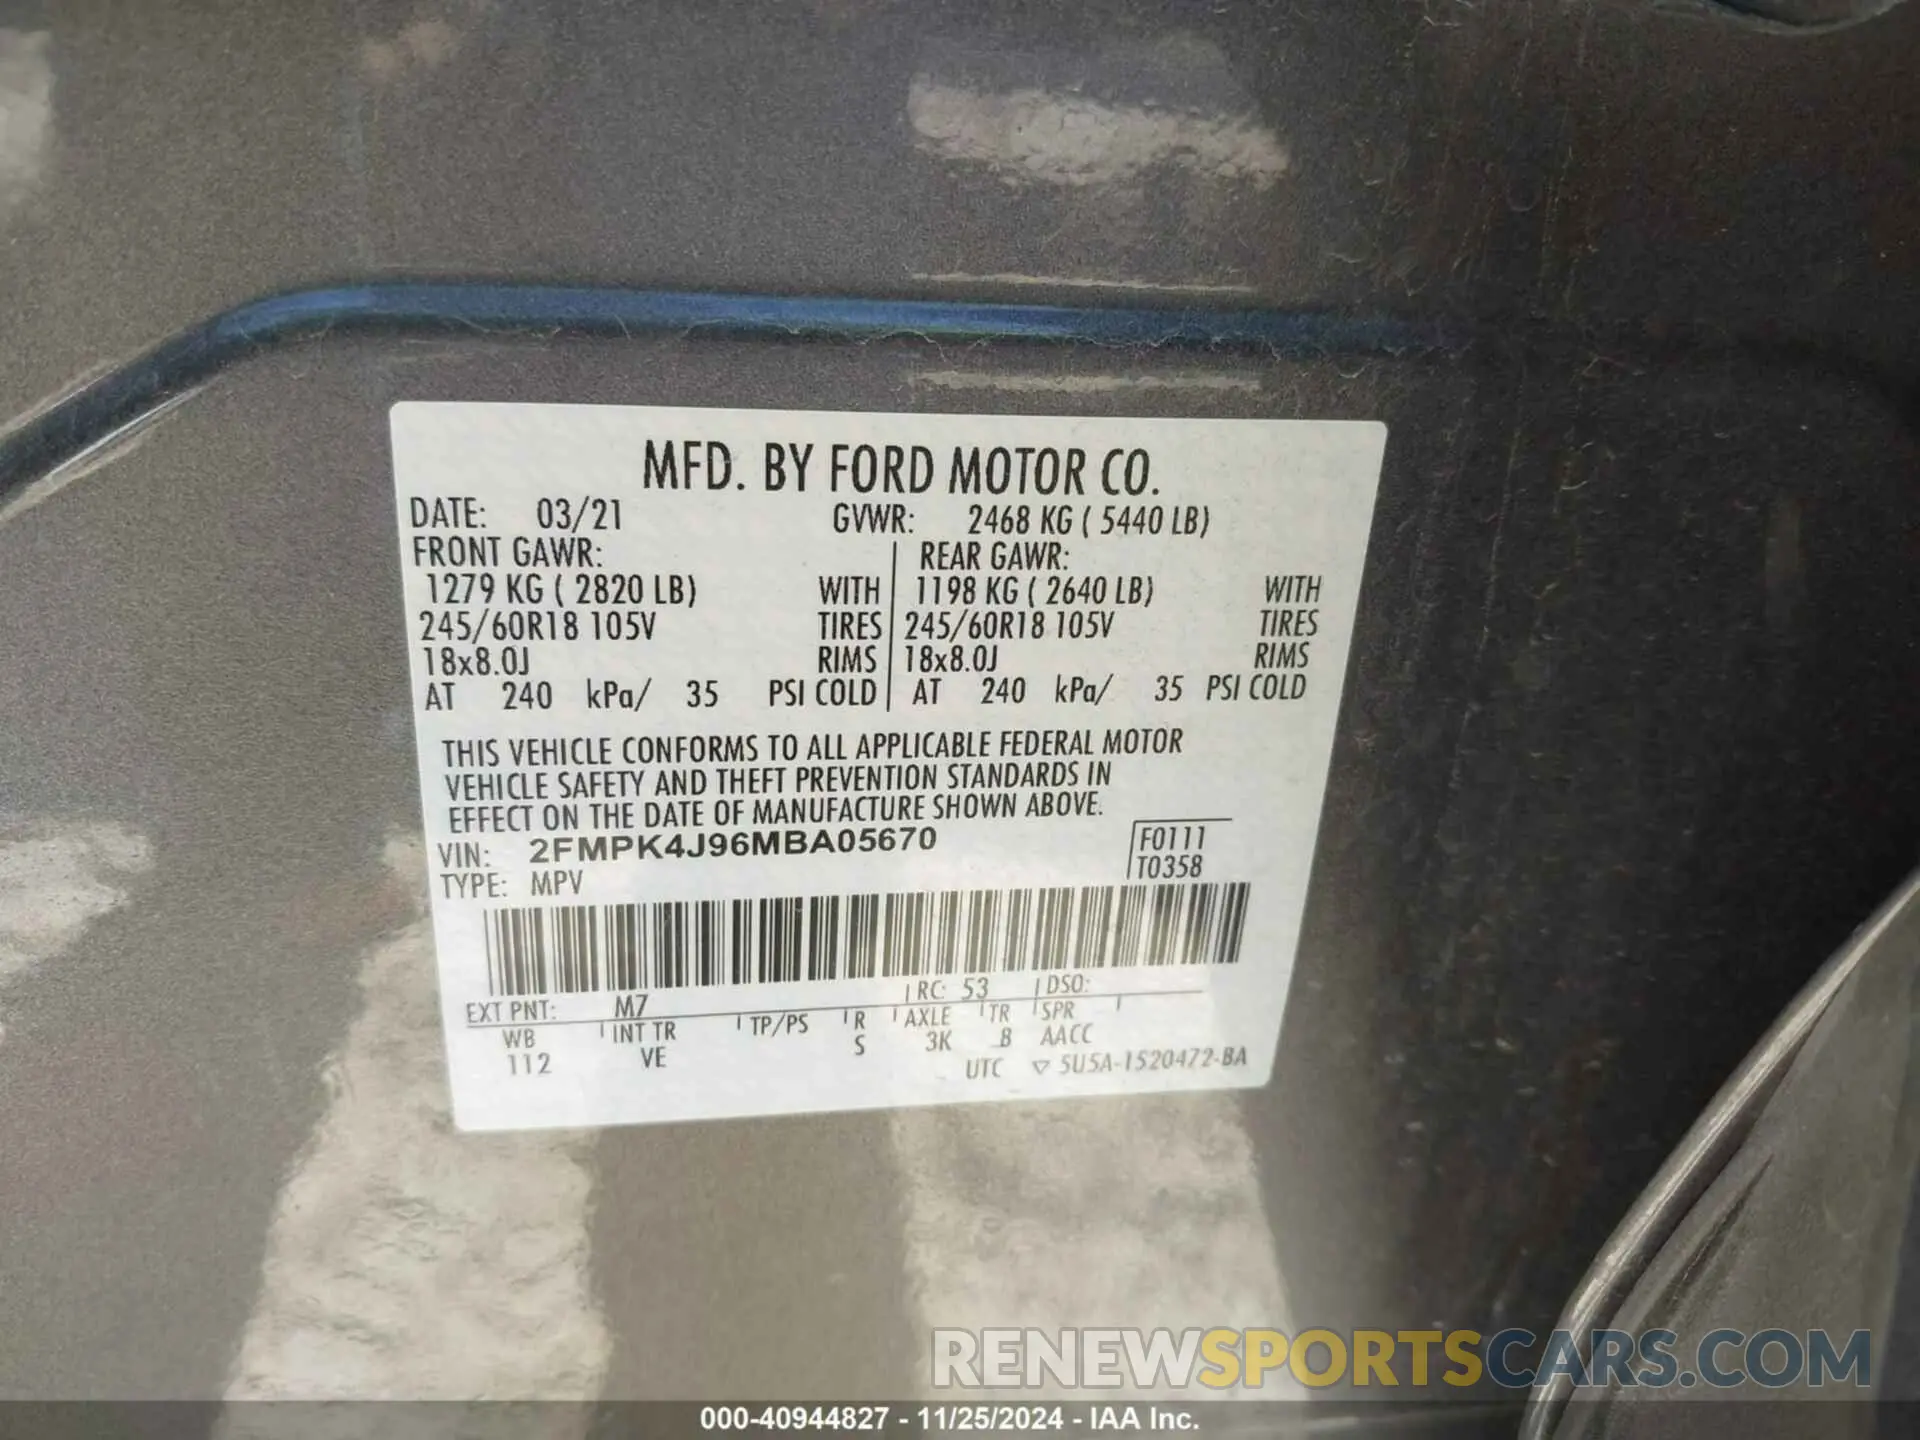 MFD. BY FORD MOTOR CO.
DATE: 03/21 GVWR: 2468 KG ( 5440 LB)
FRONT GAWR: REAR GAWR:
1279 KG ( 2820 LB) WITH 1198 KG ( 2640 LB) WITH
245/60R18 105V TIRES 245/60R18 105V TIRES
18x8.0J RIMS 18x8.0J RIMS
AT 240 kPa/ 35 PSI COLD AT 240 kPa/ 35 PSI COLD
THIS VEHICLE CONFORMS TO ALL APPLICABLE FEDERAL MOTOR
VEHICLE SAFETY AND THEFT PREVENTION STANDARDS IN
EFFECT ON THE DATE OF MANUFACTURE SHOWN ABOVE.
VIN: 2FMPK4J96MBA05670 F0111
TYPE: MPV T0358
EXT PNT: M7 RC: 53 DSO:
WB INT TR TP/PS R AXLE TR SPR
112 VE S 3K B AACC
UTC ▽ 5U5A-1520472-BA
RENEWSPORTSCARS.COM
000-40944827 - 11/25/2024 - IAA Inc.